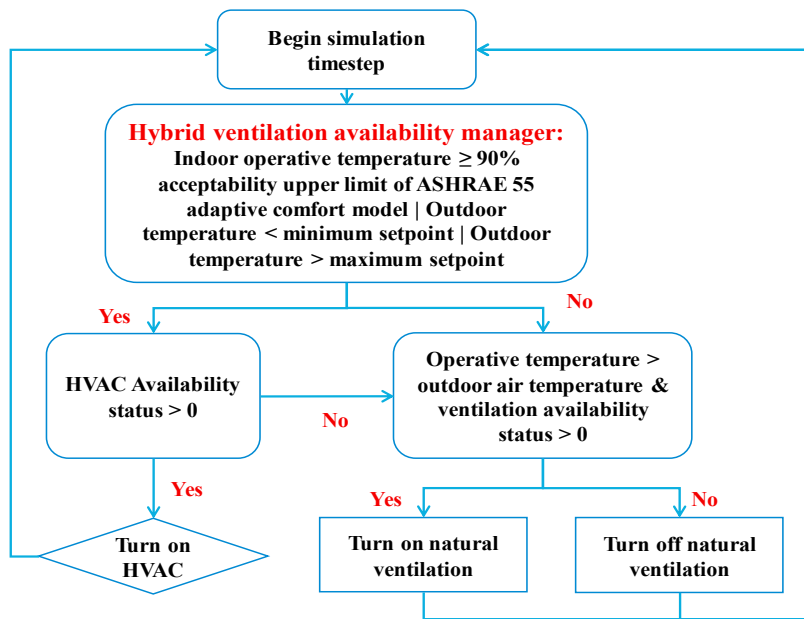 Begin simulation
timestep
Hybrid ventilation availability manager:
Indoor operative temperature ≥ 90%
acceptability upper limit of ASHRAE 55
adaptive comfort model | Outdoor
temperature < minimum setpoint | Outdoor
temperature > maximum setpoint
Yes
No
HVAC Availability
status > 0
No
Operative temperature >
outdoor air temperature &
ventilation availability
status > 0
Yes
Yes
No
Turn on
HVAC
Turn on natural
ventilation
Turn off natural
ventilation